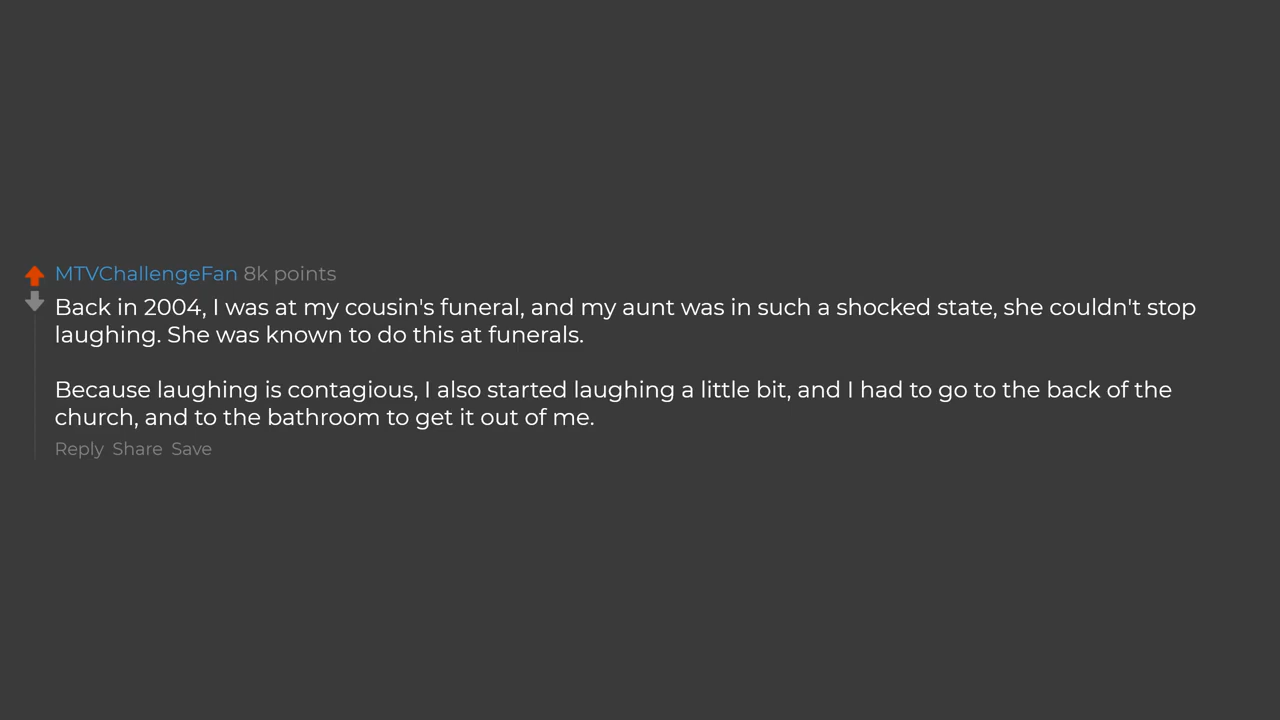 MTVChallengeFan 8k points
Back in 2004, I was at my cousin's funeral, and my aunt was in such a shocked state, she couldn't stop
laughing. She was known to do this at funerals.
Because laughing is contagious, I also started laughing a little bit, and I had to go to the back of the
church, and to the bathroom to get it out of me.
Reply Share Save